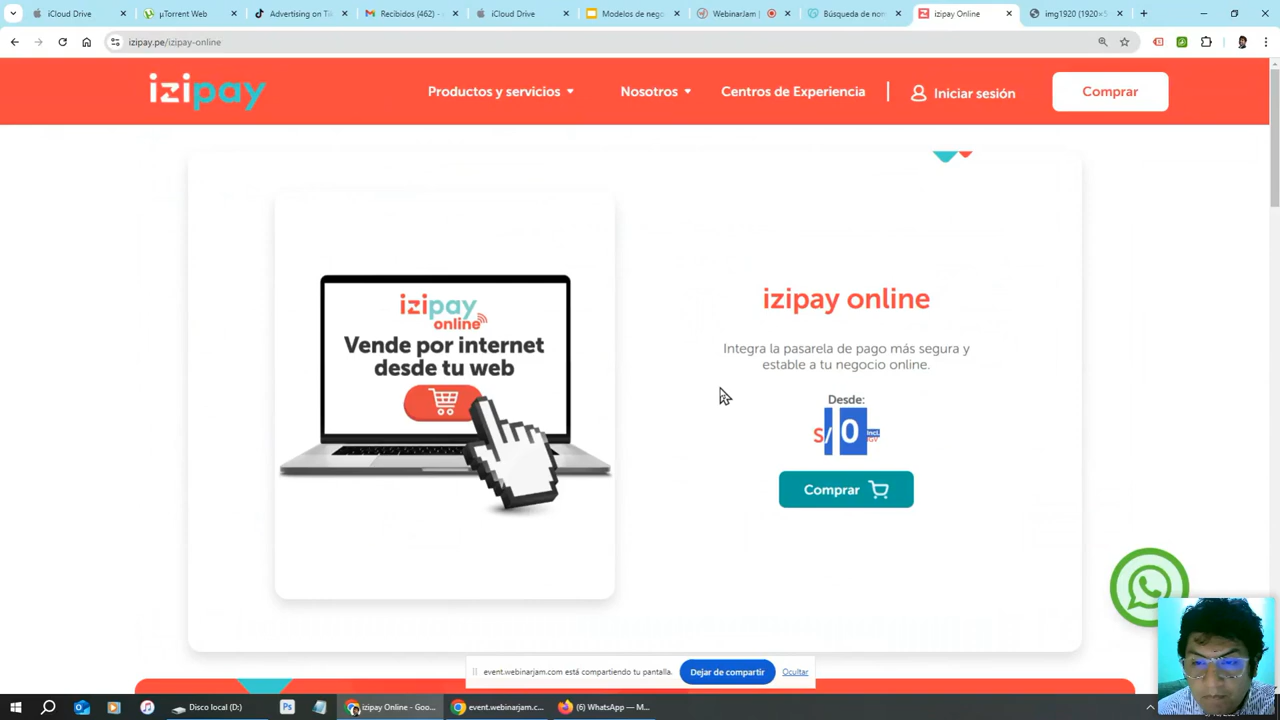 iCloud Drive
µTorrent Web
Advertising on Ti
Recibidos (462) -
iCloud Drive
Modelos de neg
WebinarJam |
Búsqueda de non
izipay Online
img1920 (1920×
izipay.pe/izipay-online
izipay
Productos y servicios
Nosotros
Centros de Experiencia
Iniciar sesión
Comprar
izipay
online
Vende por internet
desde tu web
izipay online
Integra la pasarela de pago más segura y
estable a tu negocio online.
Desde:
S/ 0 Incl.
IGV
Comprar
event.webinarjam.com está compartiendo tu pantalla.
Dejar de compartir
Ocultar
Disco local (D:)
Ps
izipay Online - Goo...
event.webinarjam.c...
(6) WhatsApp — M...